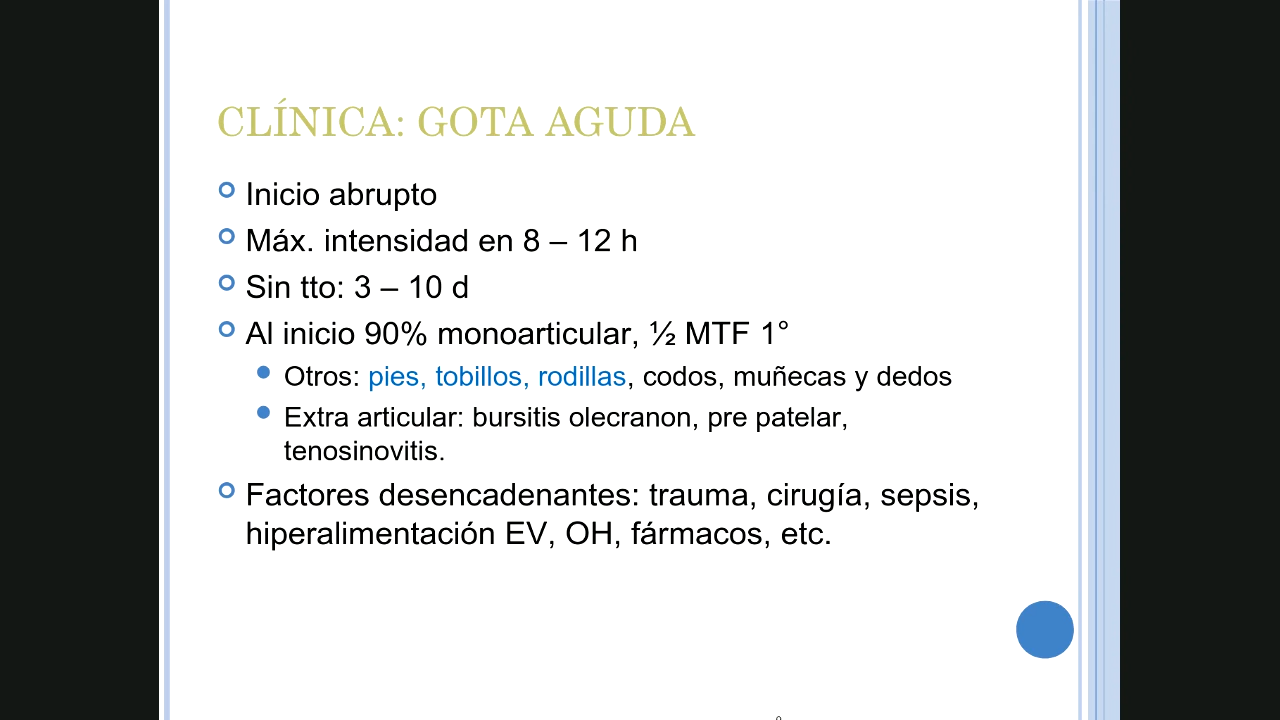 CLÍNICA: GOTA AGUDA
Inicio abrupto
Máx. intensidad en 8 – 12 h
Sin tto: 3 – 10 d
Al inicio 90% monoarticular, ½ MTF 1°
Otros: pies, tobillos, rodillas, codos, muñecas y dedos
Extra articular: bursitis olecranon, pre patelar,
tenosinovitis.
Factores desencadenantes: trauma, cirugía, sepsis,
hiperalimentación EV, OH, fármacos, etc.